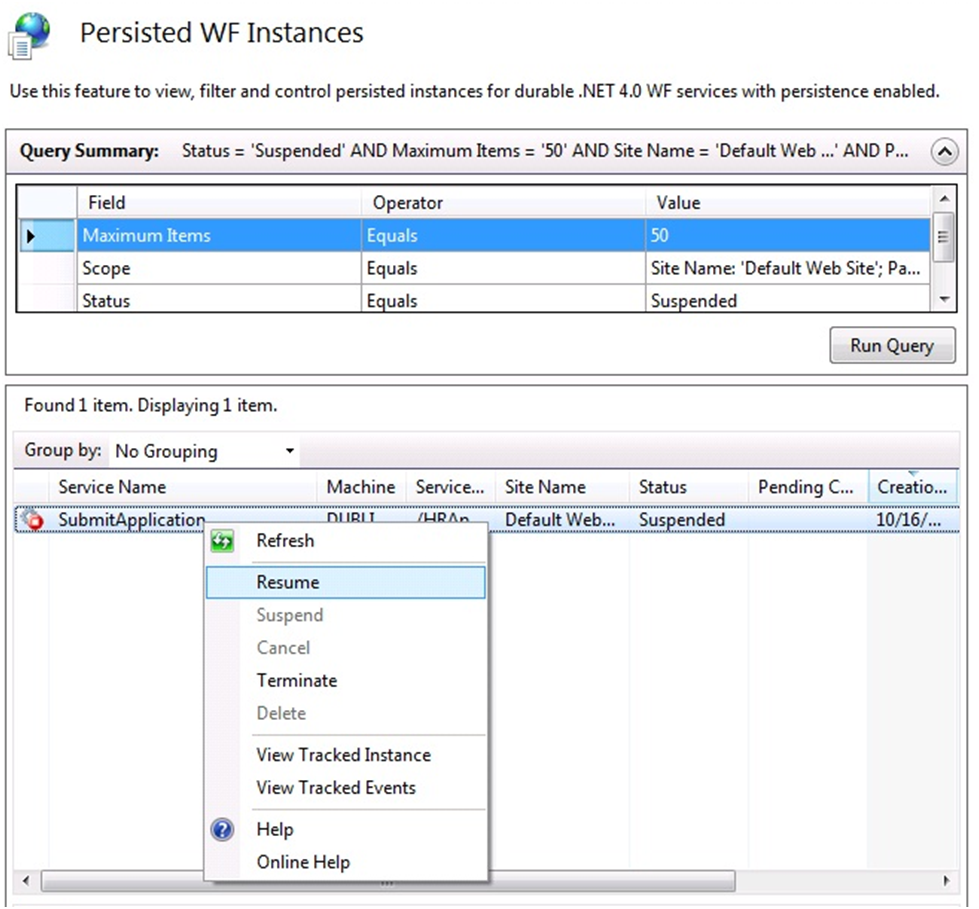 Persisted WF Instances
Use this feature to view, filter and control persisted instances for durable .NET 4.0 WF services with persistence enabled.
Query Summary: Status = 'Suspended' AND Maximum Items = '50' AND Site Name = 'Default Web ...' AND P...
Field Operator Value
Maximum Items Equals 50
Scope Equals Site Name: 'Default Web Site'; Pa...
Status Equals Suspended
Run Query
Found 1 item. Displaying 1 item.
Group by: No Grouping
Service Name Machine Service... Site Name Status Pending C... Creatio...
SubmitApplication Default Web... Suspended 10/16/...
Refresh
Resume
Suspend
Cancel
Terminate
Delete
View Tracked Instance
View Tracked Events
Help
Online Help